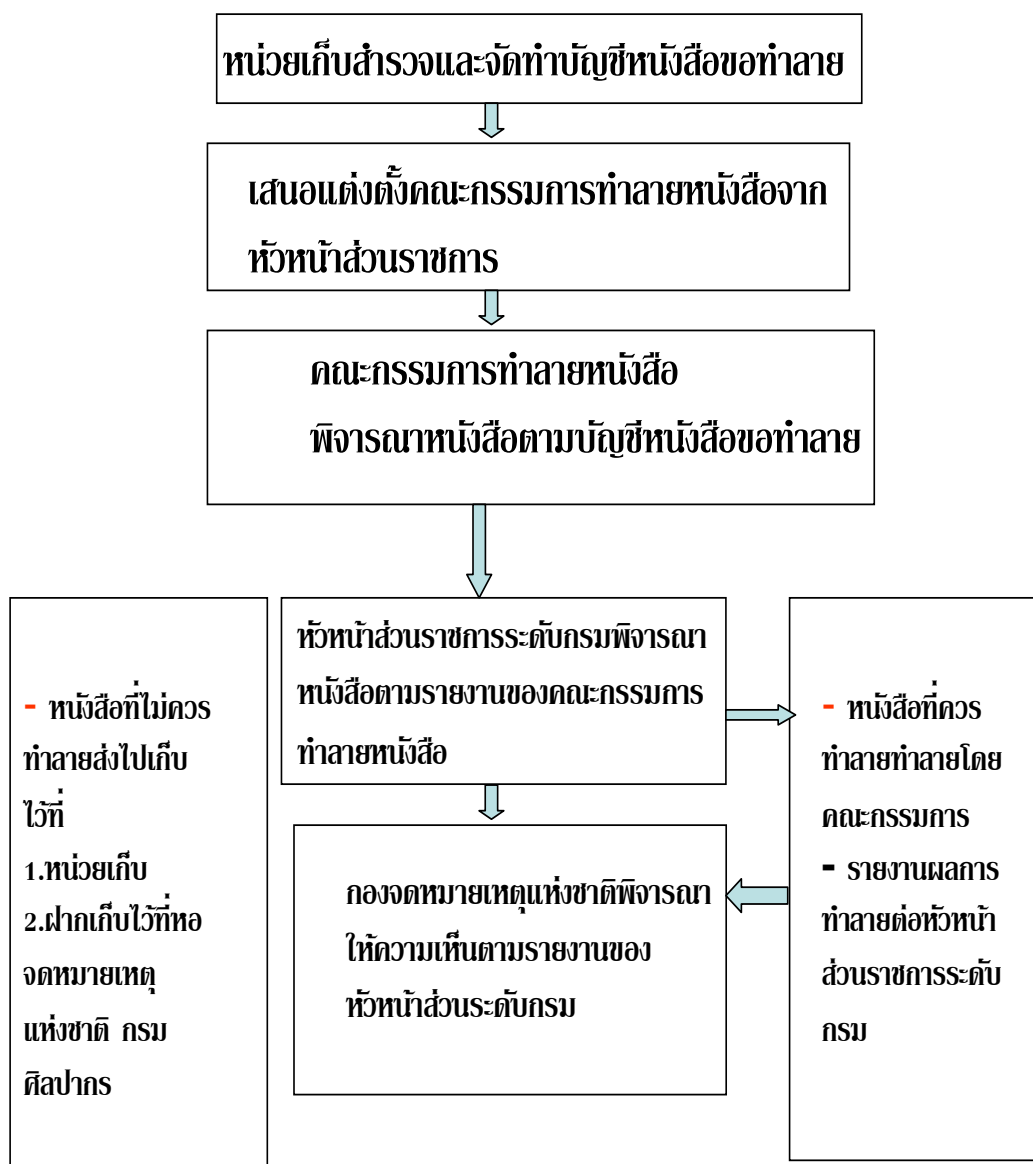 หน่วยเก็บสำรวจและจัดทำบัญชีหนังสือขอทำลาย
เสนอแต่งตั้งคณะกรรมการทำลายหนังสือจาก
หัวหน้าส่วนราชการ
คณะกรรมการทำลายหนังสือ
พิจารณาหนังสือตามบัญชีหนังสือขอทำลาย
- หนังสือที่ไม่ควร
ทำลายส่งไปเก็บ
ไว้ที่
1.หน่วยเก็บ
2.ฝากเก็บไว้ที่หอ
จดหมายเหตุ
แห่งชาติ กรม
ศิลปากร
หัวหน้าส่วนราชการระดับกรมพิจารณา
หนังสือตามรายงานของคณะกรรมการ
ทำลายหนังสือ
กองจดหมายเหตุแห่งชาติพิจารณา
ให้ความเห็นตามรายงานของ
หัวหน้าส่วนระดับกรม
- หนังสือที่ควร
ทำลายทำลายโดย
คณะกรรมการ
- รายงานผลการ
ทำลายต่อหัวหน้า
ส่วนราชการระดับ
กรม